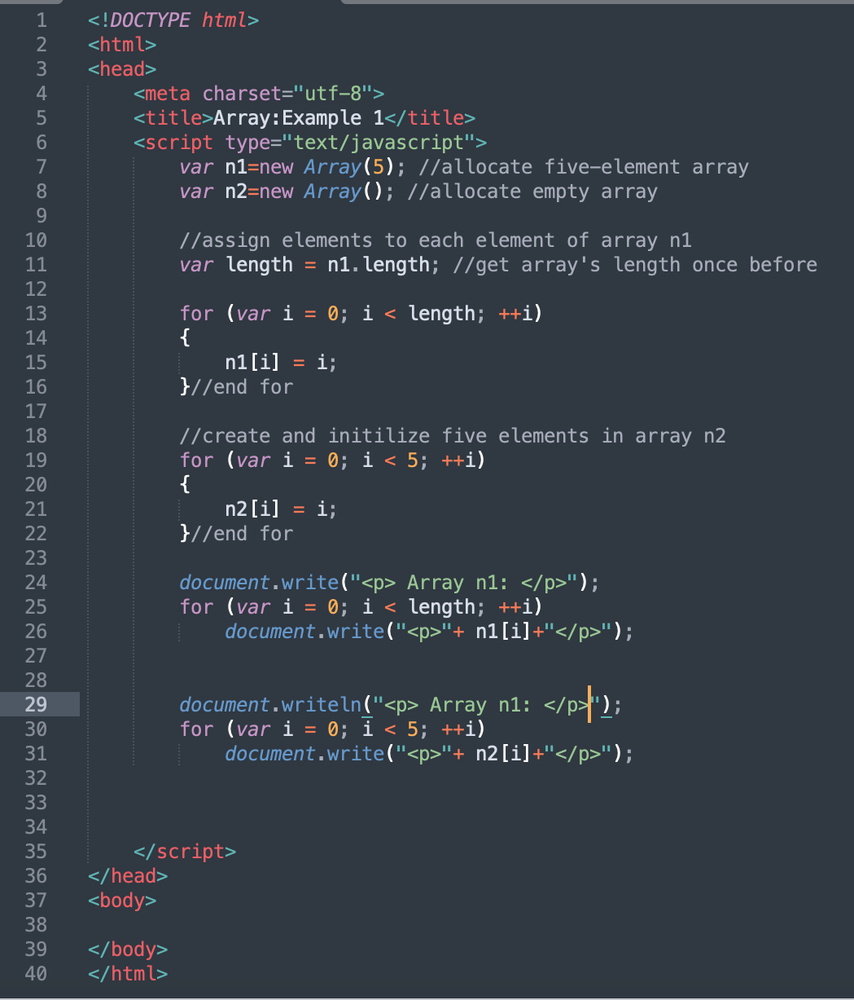 1 <!DOCTYPE html>
2 <html>
3 <head>
4     <meta charset="utf-8">
5     <title>Array:Example 1</title>
6     <script type="text/javascript">
7         var n1=new Array(5); //allocate five-element array
8         var n2=new Array(); //allocate empty array
9
10         //assign elements to each element of array n1
11         var length = n1.length; //get array's length once before
12
13         for (var i = 0; i < length; ++i)
14         {
15             n1[i] = i;
16         }//end for
17
18         //create and initilize five elements in array n2
19         for (var i = 0; i < 5; ++i)
20         {
21             n2[i] = i;
22         }//end for
23
24         document.write("<p> Array n1: </p>");
25         for (var i = 0; i < length; ++i)
26             document.write("<p>"+ n1[i]+"</p>");
27
28
29         document.writeln("<p> Array n1: </p>");
30         for (var i = 0; i < 5; ++i)
31             document.write("<p>"+ n2[i]+"</p>");
32
33
34
35     </script>
36 </head>
37 <body>
38
39 </body>
40 </html>